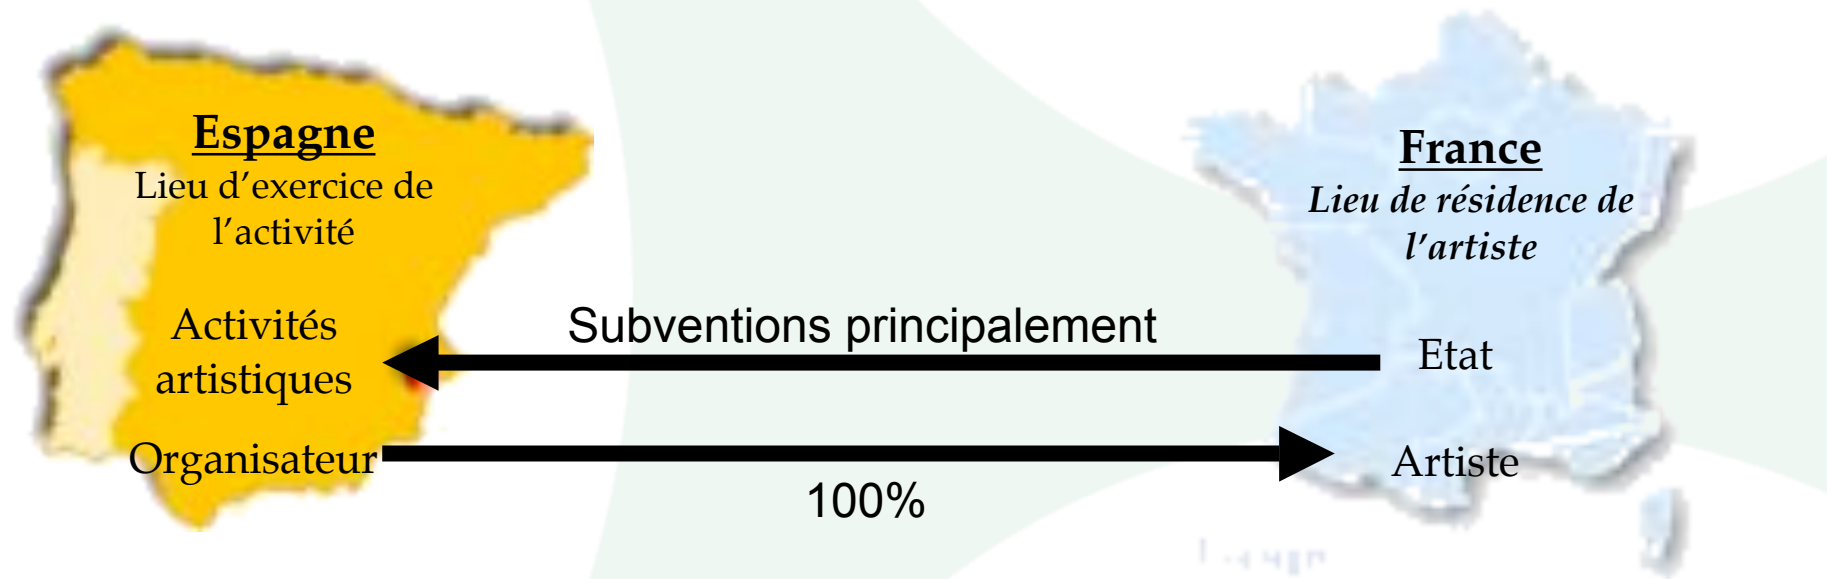 Espagne
Lieu d’exercice de
l’activité
Activités
artistiques
Organisateur
Subventions principalement
100%
France
Lieu de résidence de
l’artiste
Etat
Artiste